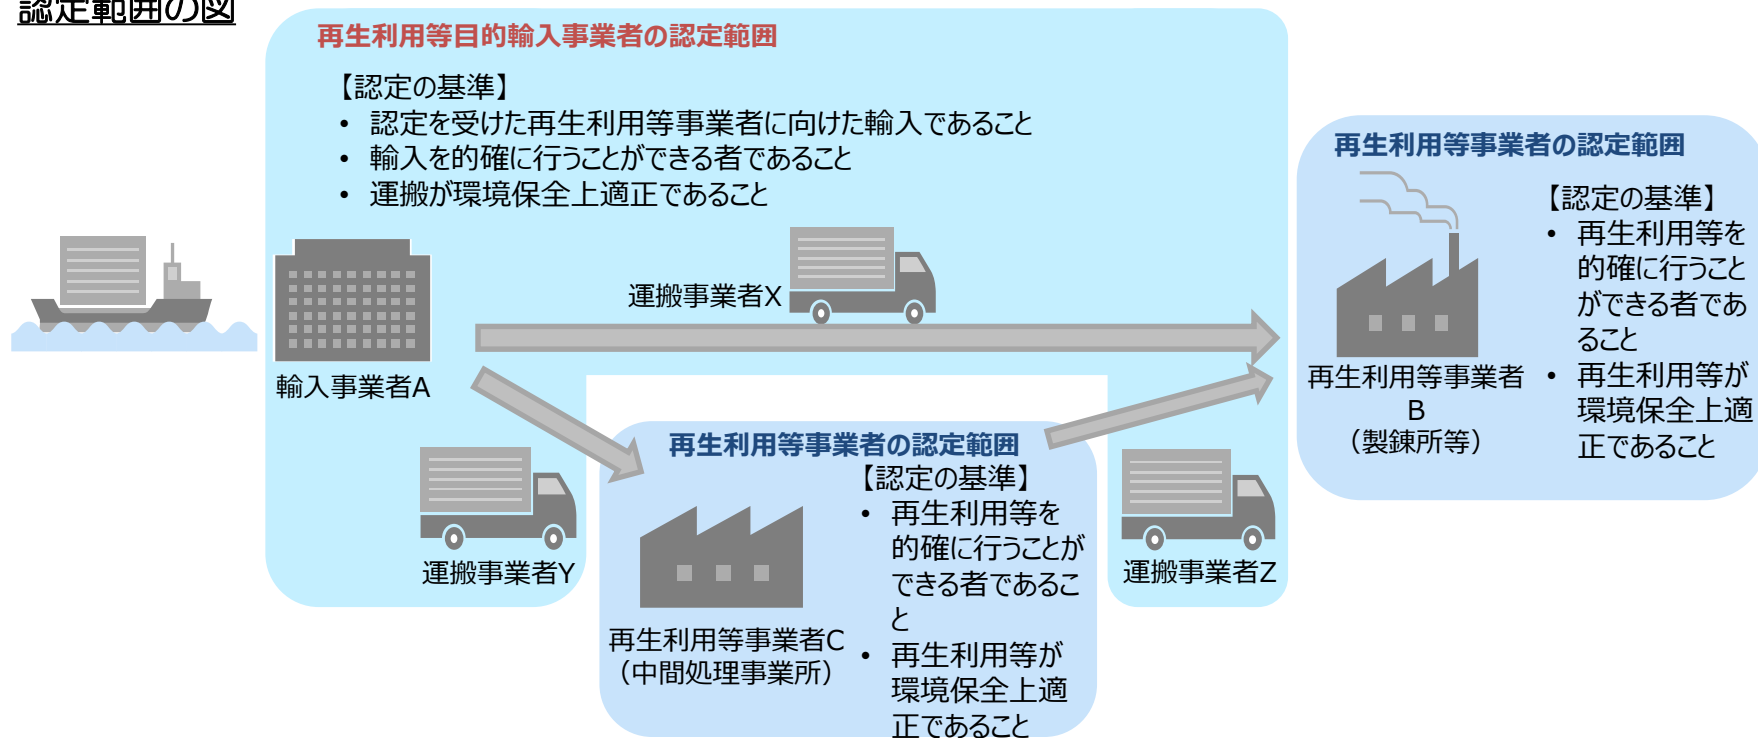 認定範囲の図
再生利用等目的輸入事業者の認定範囲
【認定の基準】
• 認定を受けた再生利用等事業者に向けた輸入であること
• 輸入を的確に行うことができる者であること
• 運搬が環境保全上適正であること
運搬事業者X
輸入事業者A
運搬事業者Y
再生利用等事業者の認定範囲
【認定の基準】
• 再生利用等を
的確に行うことが
できる者であるこ
と
• 再生利用等が
環境保全上適
正であること
再生利用等事業者C
（中間処理事業所）
運搬事業者Z
再生利用等事業者の認定範囲
【認定の基準】
• 再生利用等を
的確に行うこと
ができる者であ
ること
• 再生利用等が
環境保全上適
正であること
再生利用等事業者
B
（製錬所等）